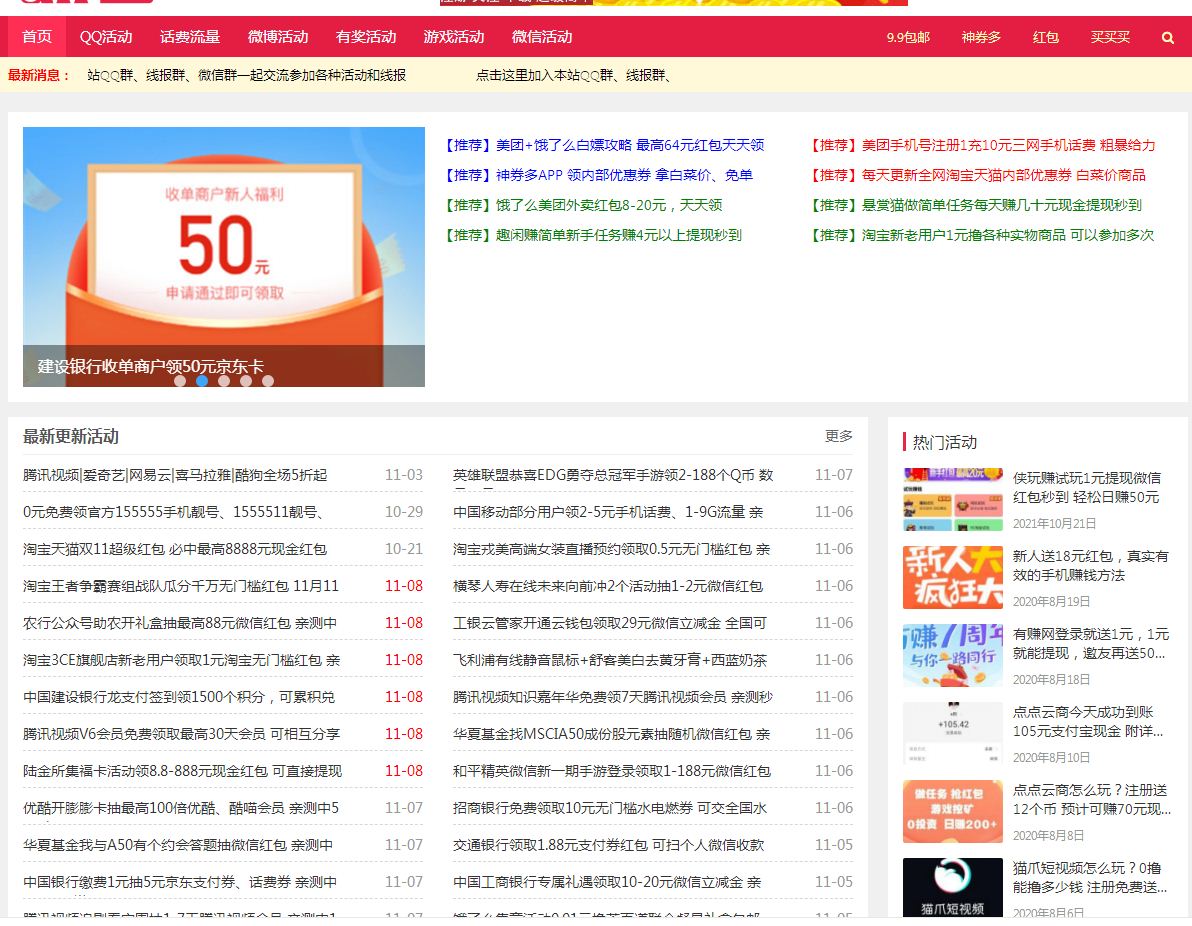 首页 QQ活动 话费流量 微博活动 有奖活动 游戏活动 微信活动 9.9包邮 神券多 红包 买买买
最新消息： 站QQ群、线报群、微信群一起交流参加各种活动和线报 点击这里加入本站QQ群、线报群、
收单商户新人福利
50元
申请通过即可领取
建设银行收单商户领50元京东卡
【推荐】美团+饿了么白嫖攻略 最高64元红包天天领
【推荐】神券多APP 领内部优惠券 拿白菜价、免单
【推荐】饿了么美团外卖红包8-20元，天天领
【推荐】趣闲赚简单新手任务赚4元以上提现秒到
【推荐】美团手机号注册1充10元三网手机话费 粗暴给力
【推荐】每天更新全网淘宝天猫内部优惠券 白菜价商品
【推荐】悬赏猫做简单任务每天赚几十元现金提现秒到
【推荐】淘宝新老用户1元撸各种实物商品 可以参加多次
最新更新活动 更多
腾讯视频|爱奇艺|网易云|喜马拉雅|酷狗全场5折起 11-03
0元免费领官方155555手机靓号、1555511靓号、 10-29
淘宝天猫双11超级红包 必中最高8888元现金红包 10-21
淘宝王者争霸赛组战队瓜分千万无门槛红包 11月11 11-08
农行公众号助农开礼盒抽最高88元微信红包 亲测中 11-08
淘宝3CE旗舰店新老用户领取1元淘宝无门槛红包 亲 11-08
中国建设银行龙支付签到领1500个积分，可累积兑 11-08
腾讯视频V6会员免费领取最高30天会员 可相互分享 11-08
陆金所集福卡活动领8.8-888元现金红包 可直接提现 11-08
优酷开膨膨卡抽最高100倍优酷、酷喵会员 亲测中5 11-07
华夏基金我与A50有个约会答题抽微信红包 亲测中 11-07
中国银行缴费1元抽5元京东支付券、话费券 亲测中 11-07
英雄联盟恭喜EDG勇夺总冠军手游领2-188个Q币 数 11-07
中国移动部分用户领2-5元手机话费、1-9G流量 亲 11-06
淘宝戎美高端女装直播预约领取0.5元无门槛红包 亲 11-06
横琴人寿在线未来向前冲2个活动抽1-2元微信红包 11-06
工银云管家开通云钱包领取29元微信立减金 全国可 11-06
飞利浦有线静音鼠标+舒客美白去黄牙膏+西蓝奶茶 11-06
腾讯视频知识嘉年华免费领7天腾讯视频会员 亲测秒 11-06
华夏基金找MSCIA50成份股元素抽随机微信红包 亲 11-06
和平精英微信新一期手游登录领取1-188元微信红包 11-06
招商银行免费领取10元无门槛水电燃券 可交全国水 11-06
交通银行领取1.88元支付券红包 可扫个人微信收款 11-05
中国工商银行专属礼遇领取10-20元微信立减金 亲 11-05
热门活动
侠玩赚试玩1元提现微信
红包秒到 轻松日赚50元
2021年10月21日
新人大
疯狂大
新人送18元红包，真实有
效的手机赚钱方法
2020年8月19日
赚7周年
与你一路同行
有赚网登录就送1元，1元
就能提现，邀友再送50...
2020年8月18日
+105.42
点点云商今天成功到账
105元支付宝现金 附详...
2020年8月10日
做任务 抢红包
游戏挖矿
0投资 日赚200+
点点云商怎么玩？注册送
12个币 预计可赚70元现...
2020年8月8日
猫爪短视频
猫爪短视频怎么玩？0撸
能撸多少钱 注册免费送...
2020年8月6日